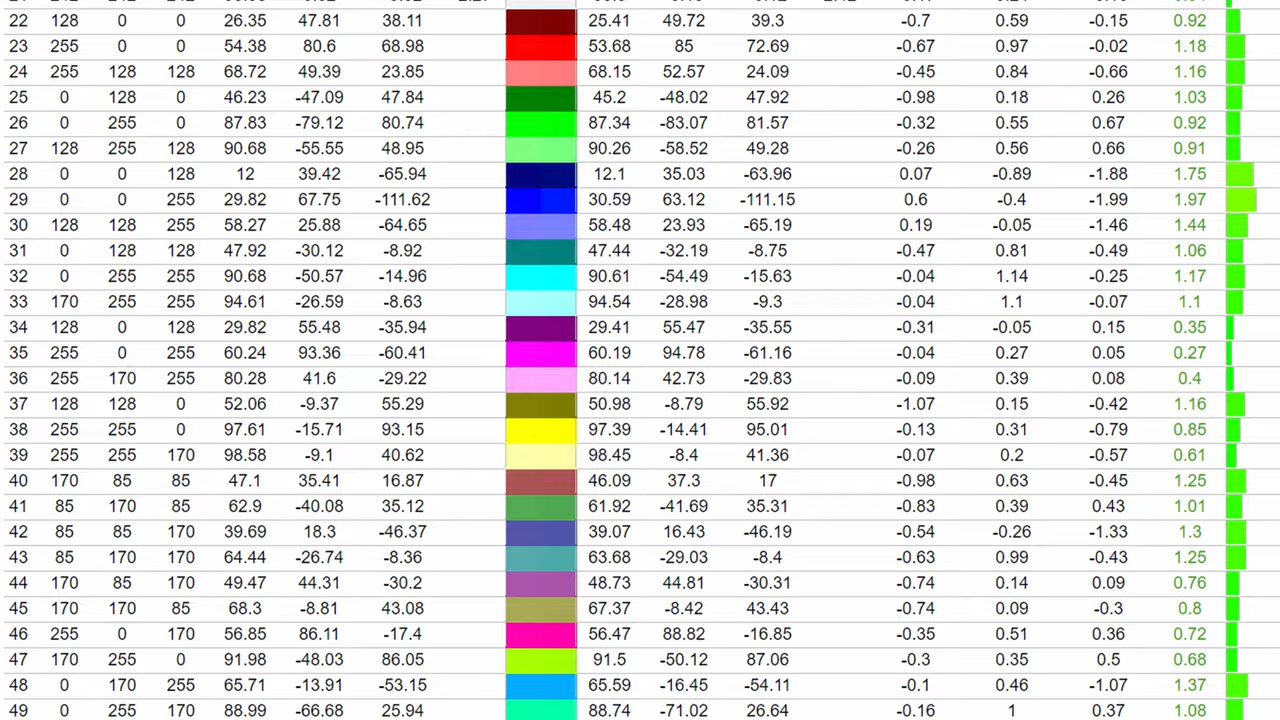 22 128 0 0 26.35 47.81 38.11 25.41 49.72 39.3 -0.7 0.59 -0.15 0.92
23 255 0 0 54.38 80.6 68.98 53.68 85 72.69 -0.67 0.97 -0.02 1.18
24 255 128 128 68.72 49.39 23.85 68.15 52.57 24.09 -0.45 0.84 -0.66 1.16
25 0 128 0 46.23 -47.09 47.84 45.2 -48.02 47.92 -0.98 0.18 0.26 1.03
26 0 255 0 87.83 -79.12 80.74 87.34 -83.07 81.57 -0.32 0.55 0.67 0.92
27 128 255 128 90.68 -55.55 48.95 90.26 -58.52 49.28 -0.26 0.56 0.66 0.91
28 0 0 128 12 39.42 -65.94 12.1 35.03 -63.96 0.07 -0.89 -1.88 1.75
29 0 0 255 29.82 67.75 -111.62 30.59 63.12 -111.15 0.6 -0.4 -1.99 1.97
30 128 128 255 58.27 25.88 -64.65 58.48 23.93 -65.19 0.19 -0.05 -1.46 1.44
31 0 128 128 47.92 -30.12 -8.92 47.44 -32.19 -8.75 -0.47 0.81 -0.49 1.06
32 0 255 255 90.68 -50.57 -14.96 90.61 -54.49 -15.63 -0.04 1.14 -0.25 1.17
33 170 255 255 94.61 -26.59 -8.63 94.54 -28.98 -9.3 -0.04 1.1 -0.07 1.1
34 128 0 128 29.82 55.48 -35.94 29.41 55.47 -35.55 -0.31 -0.05 0.15 0.35
35 255 0 255 60.24 93.36 -60.41 60.19 94.78 -61.16 -0.04 0.27 0.05 0.27
36 255 170 255 80.28 41.6 -29.22 80.14 42.73 -29.83 -0.09 0.39 0.08 0.4
37 128 128 0 52.06 -9.37 55.29 50.98 -8.79 55.92 -1.07 0.15 -0.42 1.16
38 255 255 0 97.61 -15.71 93.15 97.39 -14.41 95.01 -0.13 0.31 -0.79 0.85
39 255 255 170 98.58 -9.1 40.62 98.45 -8.4 41.36 -0.07 0.2 -0.57 0.61
40 170 85 85 47.1 35.41 16.87 46.09 37.3 17 -0.98 0.63 -0.45 1.25
41 85 170 85 62.9 -40.08 35.12 61.92 -41.69 35.31 -0.83 0.39 0.43 1.01
42 85 85 170 39.69 18.3 -46.37 39.07 16.43 -46.19 -0.54 -0.26 -1.33 1.3
43 85 170 170 64.44 -26.74 -8.36 63.68 -29.03 -8.4 -0.63 0.99 -0.43 1.25
44 170 85 170 49.47 44.31 -30.2 48.73 44.81 -30.31 -0.74 0.14 0.09 0.76
45 170 170 85 68.3 -8.81 43.08 67.37 -8.42 43.43 -0.74 0.09 -0.3 0.8
46 255 0 170 56.85 86.11 -17.4 56.47 88.82 -16.85 -0.35 0.51 0.36 0.72
47 170 255 0 91.98 -48.03 86.05 91.5 -50.12 87.06 -0.3 0.35 0.5 0.68
48 0 170 255 65.71 -13.91 -53.15 65.59 -16.45 -54.11 -0.1 0.46 -1.07 1.37
49 0 255 170 88.99 -66.68 25.94 88.74 -71.02 26.64 -0.16 1 0.37 1.08